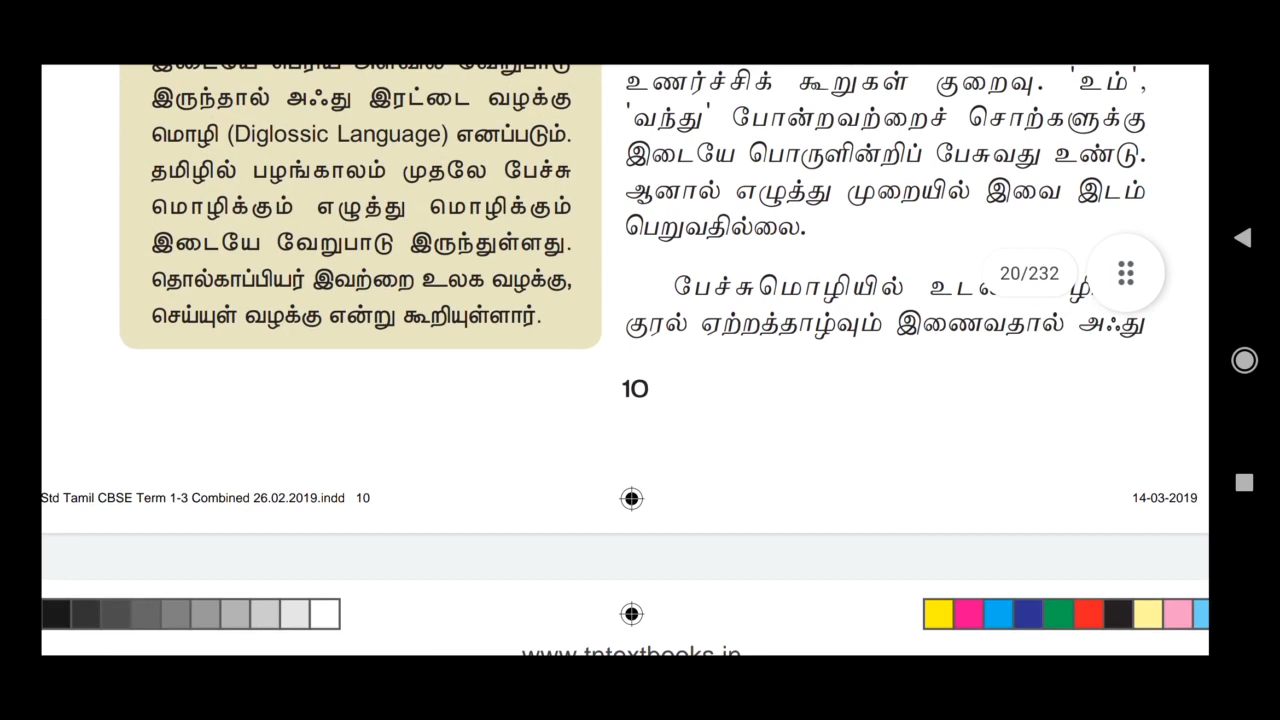 இருந்தால் அஃது இரட்டை வழக்கு
மொழி (Diglossic Language) எனப்படும்.
தமிழில் பழங்காலம் முதலே பேச்சு
மொழிக்கும் எழுத்து மொழிக்கும்
இடையே வேறுபாடு இருந்துள்ளது.
தொல்காப்பியர் இவற்றை உலக வழக்கு,
செய்யுள் வழக்கு என்று கூறியுள்ளார்.
உணர்ச்சிக் கூறுகள் குறைவு. 'உம்',
'வந்து' போன்றவற்றைச் சொற்களுக்கு
இடையே பொருளின்றிப் பேசுவது உண்டு.
ஆனால் எழுத்து முறையில் இவை இடம்
பெறுவதில்லை.
பேச்சுமொழியில்
குரல் ஏற்றத்தாழ்வும் இணைவதால் அஃது
20/232
10
Std Tamil CBSE Term 1-3 Combined 26.02.2019.indd 10
14-03-2019
www.tntextbooks.in